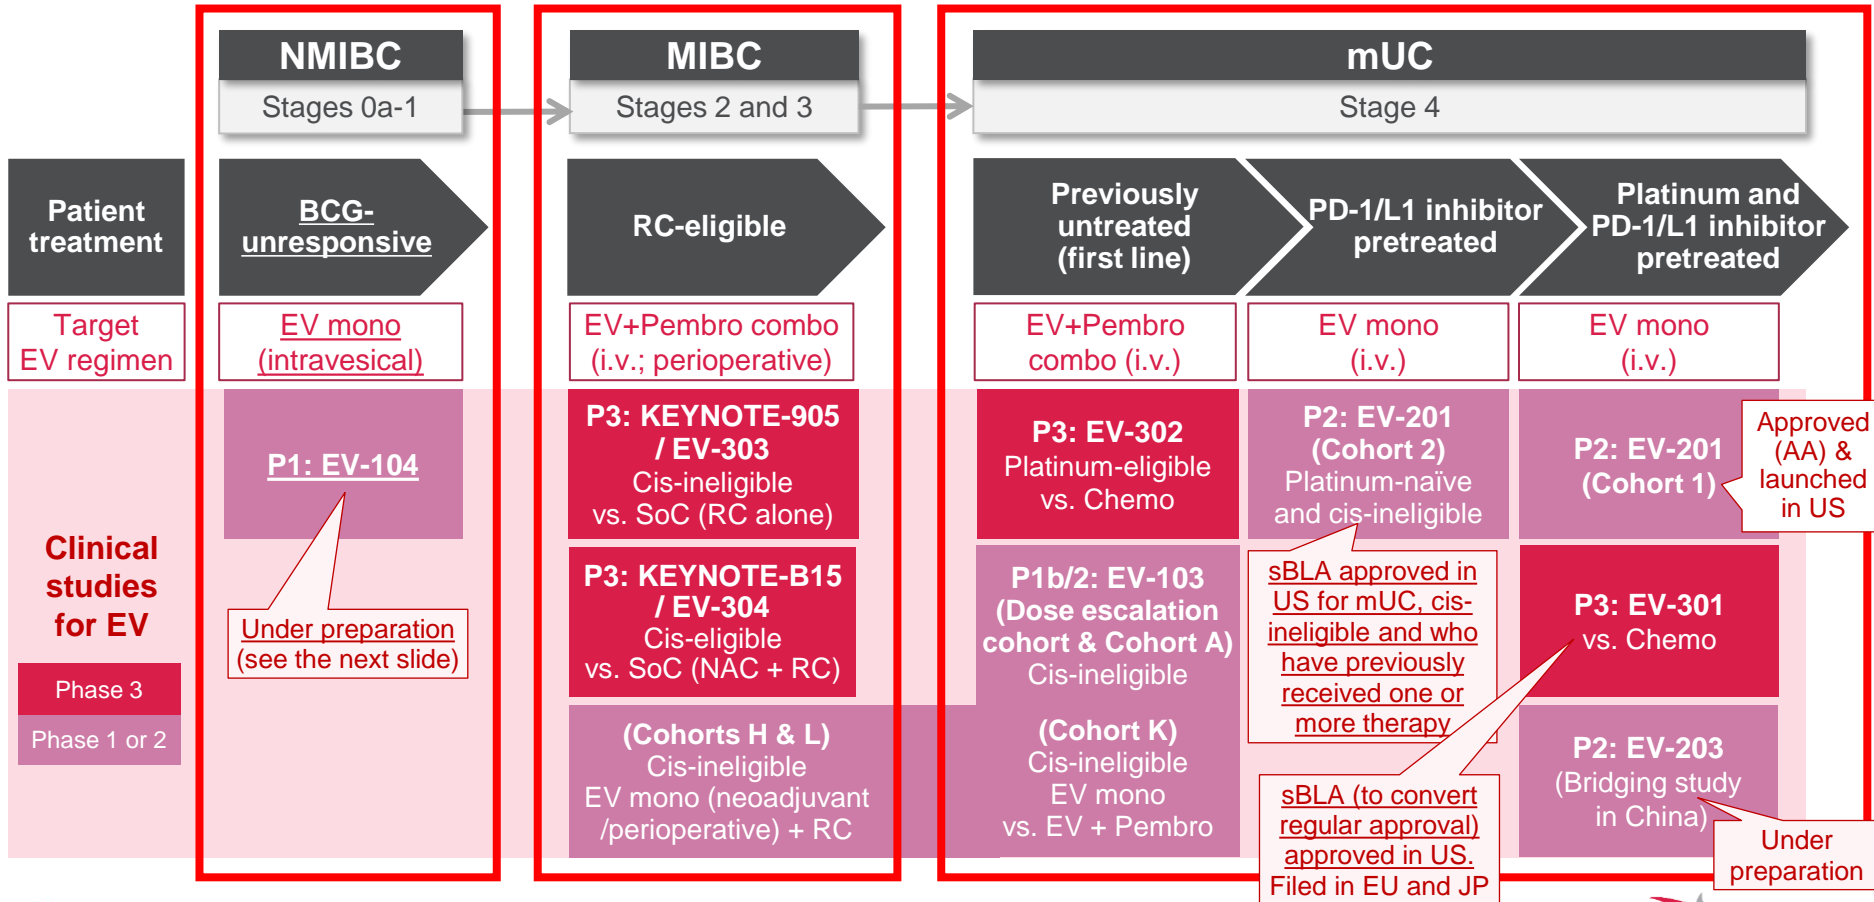 NMIBC
Stages 0a-1
MIBC
Stages 2 and 3
mUC
Stage 4
Patient
treatment
BCG-
unresponsive
RC-eligible
Previously
untreated
(first line)
PD-1/L1 inhibitor
pretreated
Platinum and
PD-1/L1 inhibitor
pretreated
Target
EV regimen
EV mono
(intravesical)
EV+Pembro combo
(i.v.; perioperative)
EV+Pembro
combo (i.v.)
EV mono
(i.v.)
EV mono
(i.v.)
Clinical
studies
for EV
Phase 3
Phase 1 or 2
P1: EV-104
Under preparation
(see the next slide)
P3: KEYNOTE-905
/ EV-303
Cis-ineligible
vs. SoC (RC alone)
P3: KEYNOTE-B15
/ EV-304
Cis-eligible
vs. SoC (NAC + RC)
(Cohorts H & L)
Cis-ineligible
EV mono (neoadjuvant
/perioperative) + RC
P3: EV-302
Platinum-eligible
vs. Chemo
P1b/2: EV-103
(Dose escalation
cohort & Cohort A)
Cis-ineligible
(Cohort K)
Cis-ineligible
EV mono
vs. EV + Pembro
P2: EV-201
(Cohort 2)
Platinum-naïve
and cis-ineligible
sBLA approved in
US for mUC, cis-
ineligible and who
have previously
received one or
more therapy
P2: EV-201
(Cohort 1)
Approved
(AA) &
launched
in US
P3: EV-301
vs. Chemo
sBLA (to convert
regular approval)
approved in US.
Filed in EU and JP
P2: EV-203
(Bridging study
in China)
Under
preparation